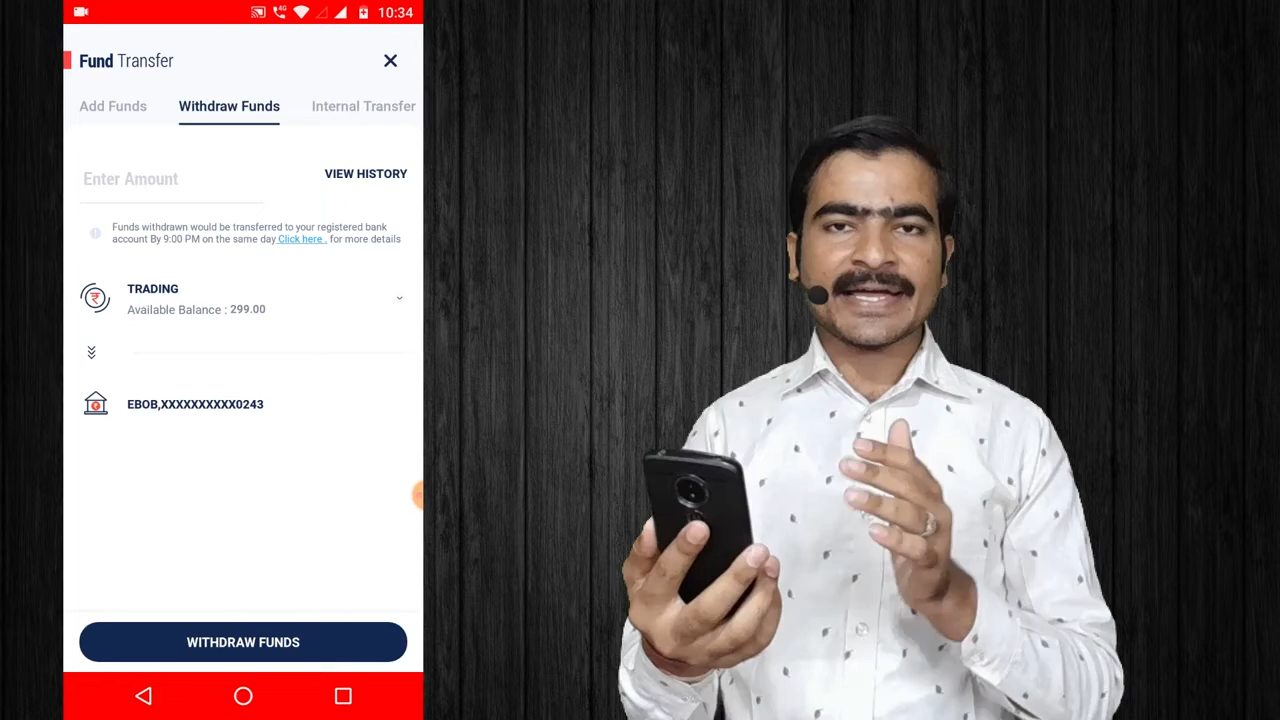 4G
10:34
Fund Transfer
Add Funds Withdraw Funds Internal Transfer
Enter Amount
VIEW HISTORY
Funds withdrawn would be transferred to your registered bank
account By 9:00 PM on the same day Click here . for more details
TRADING
Available Balance : 299.00
EBOB,XXXXXXXXXX0243
WITHDRAW FUNDS